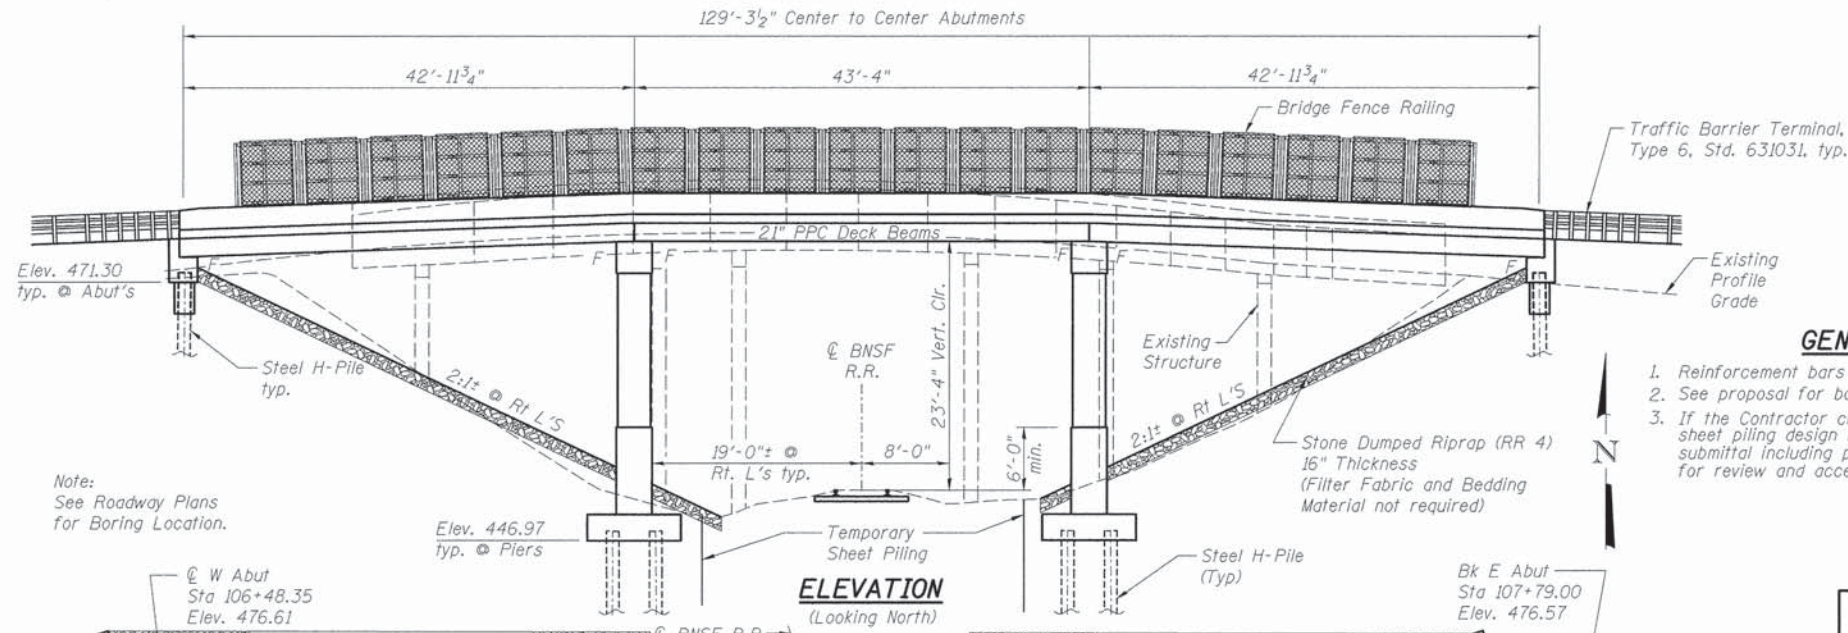 129'-3½" Center to Center Abutments
42'-11¾"
43'-4"
42'-11¾"
Bridge Fence Railing
Traffic Barrier Terminal,
Type 6, Std. 631031, typ.
21" PPC Deck Beams
F
F
F
F
F
Elev. 471.30
typ. @ Abut's
Existing
Profile
Grade
Steel H-Pile
typ.
2:1± @ Rt L'S
℄ BNSF
R.R.
23'-4" Vert. Clr.
Existing
Structure
2:1± @ Rt L'S
19'-0"± @
Rt. L's typ.
8'-0"
6'-0"
min.
Stone Dumped Riprap (RR 4)
16" Thickness
(Filter Fabric and Bedding
Material not required)
N
GEN
1. Reinforcement bars
2. See proposal for
3. If the Contractor
sheet piling design
submittal including
for review and
Note:
See Roadway Plans
for Boring Location.
Elev. 446.97
typ. @ Piers
Temporary
Sheet Piling
Steel H-Pile
(Typ)
ELEVATION
(Looking North)
℄ W Abut
Sta 106+48.35
Elev. 476.61
℄ BNSF R.R.
Bk E Abut
Sta 107+79.00
Elev. 476.57